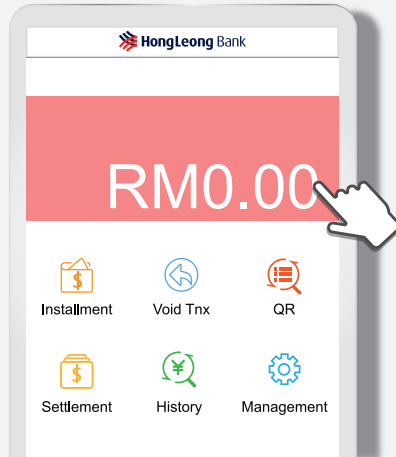 HongLeong Bank
RM0.00
Installment Void Tnx QR
Settlement History Management